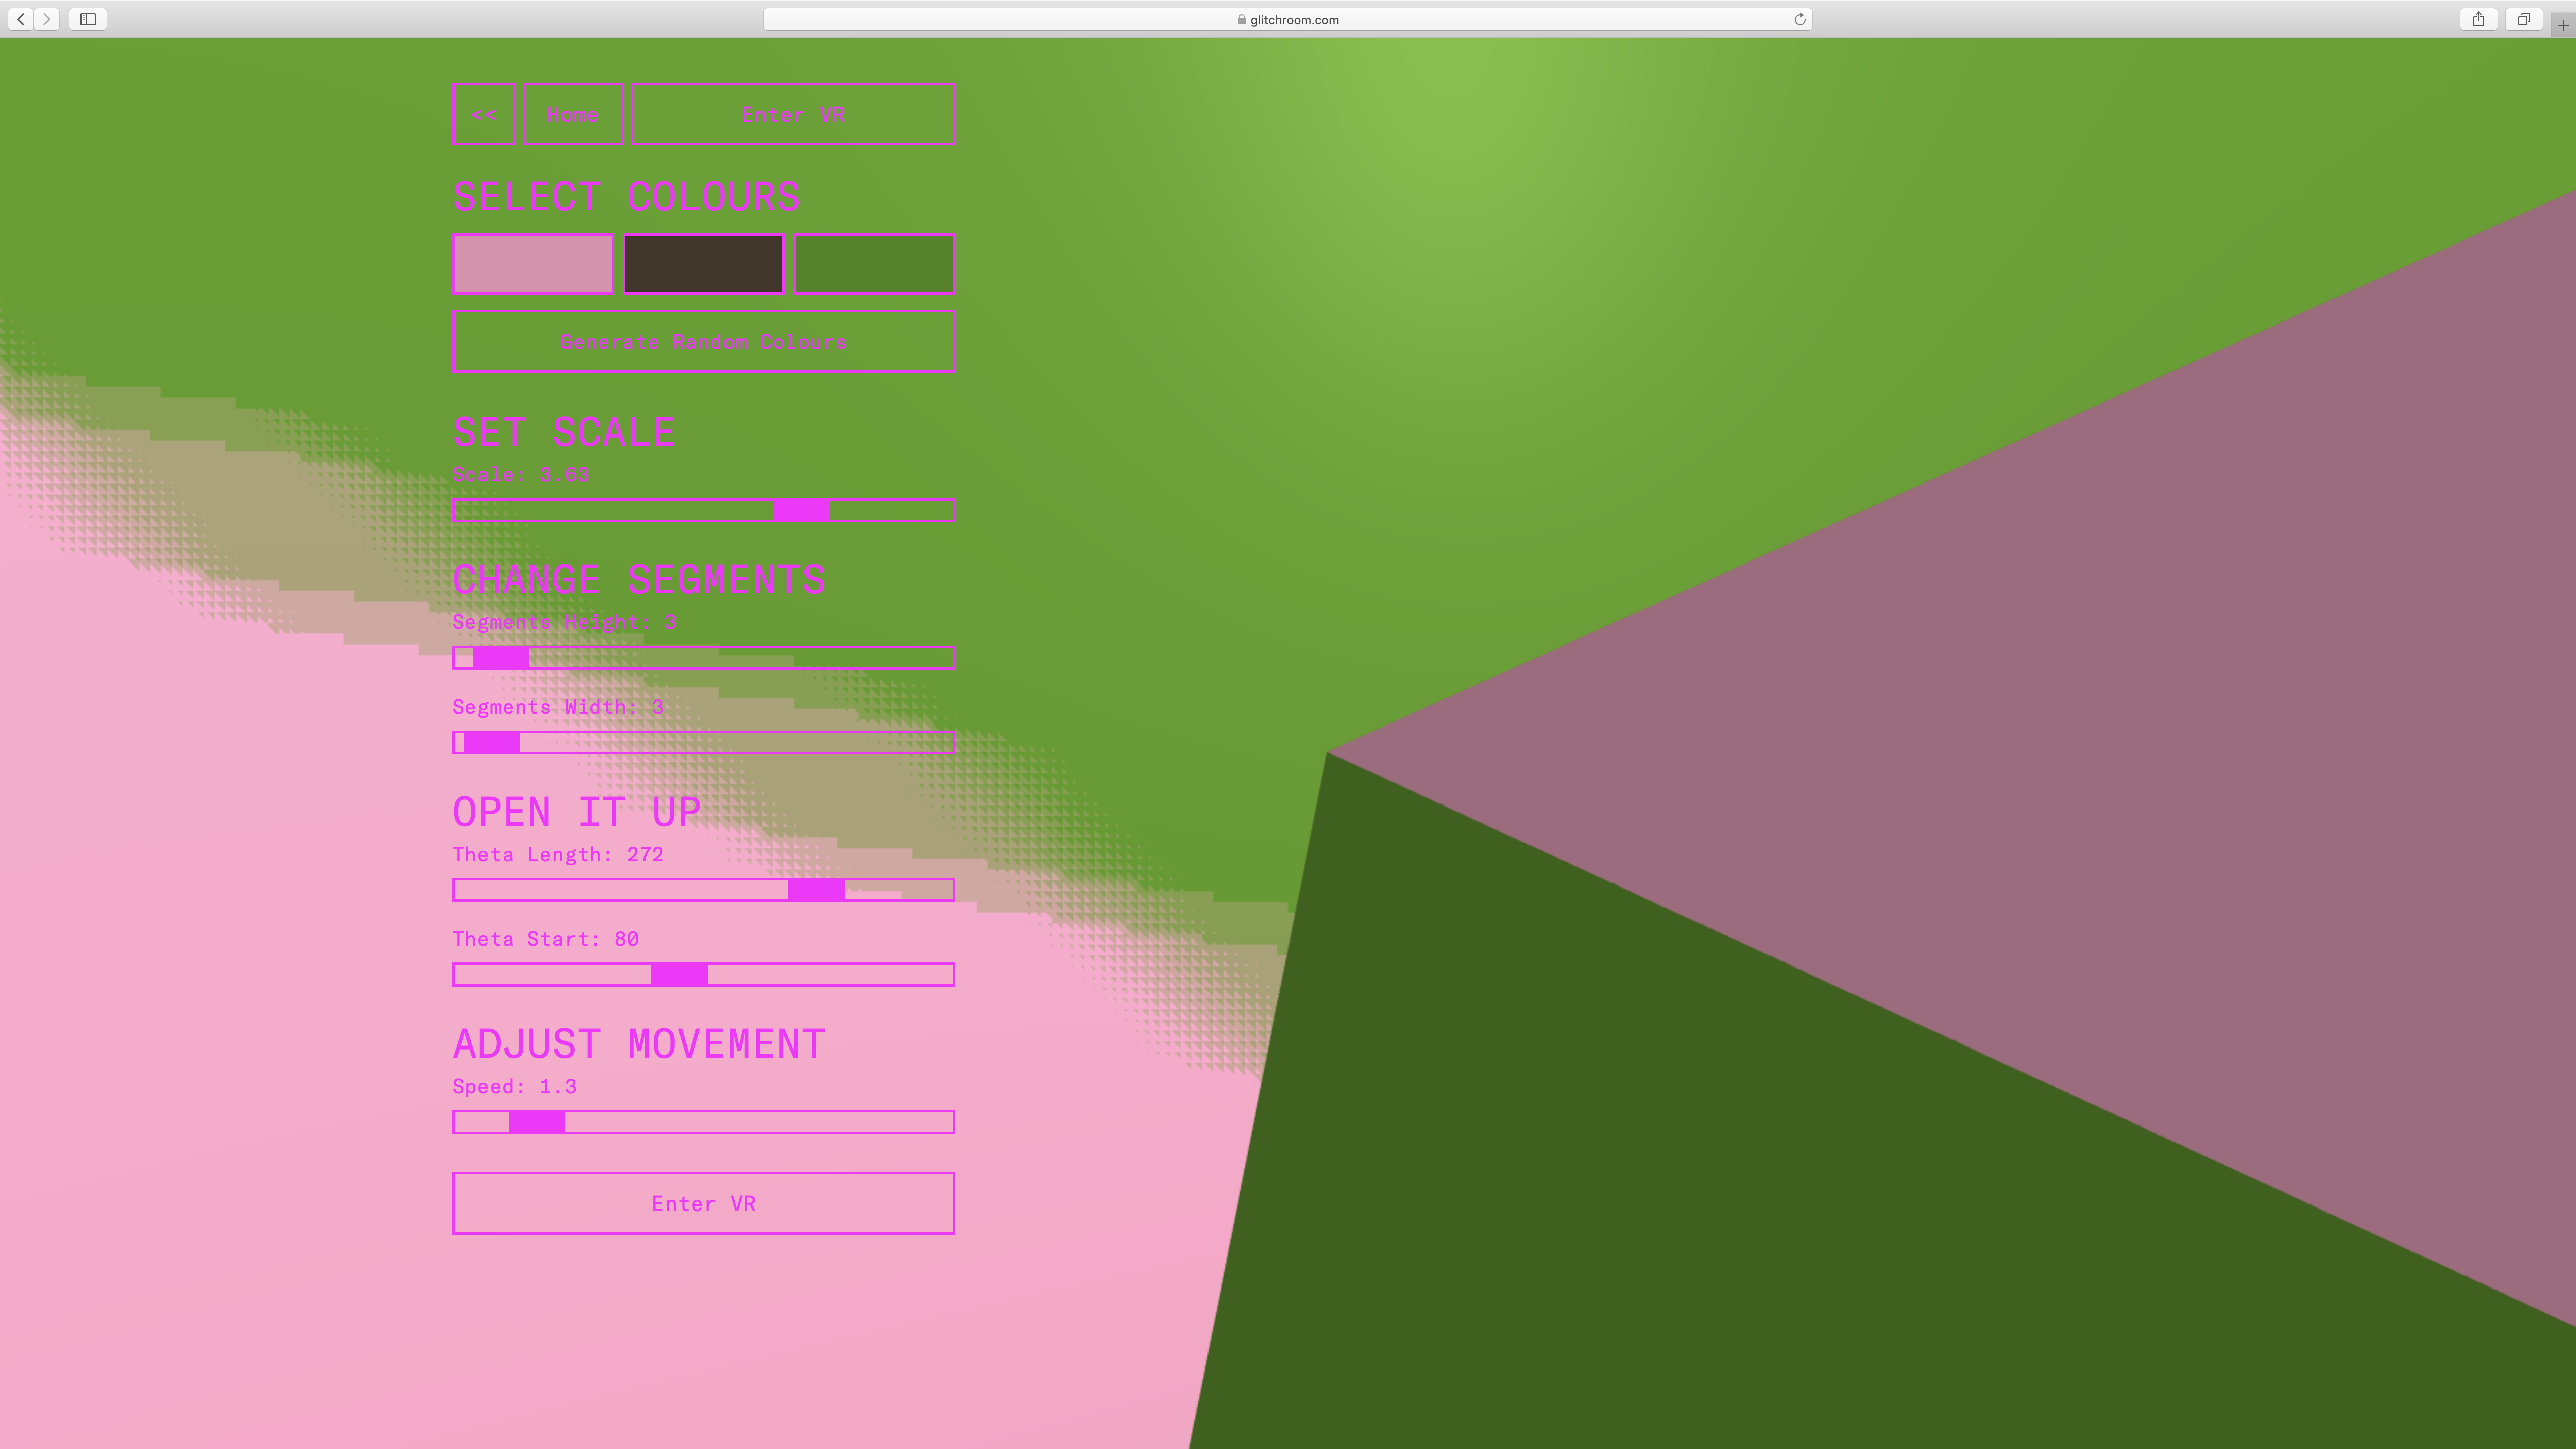 glitchroom.com
<< Home Enter VR
SELECT COLOURS
Generate Random Colours
SET SCALE
Scale: 3.63
CHANGE SEGMENTS
Segments Height: 3
Segments Width: 3
OPEN IT UP
Theta Length: 272
Theta Start: 80
ADJUST MOVEMENT
Speed: 1.3
Enter VR